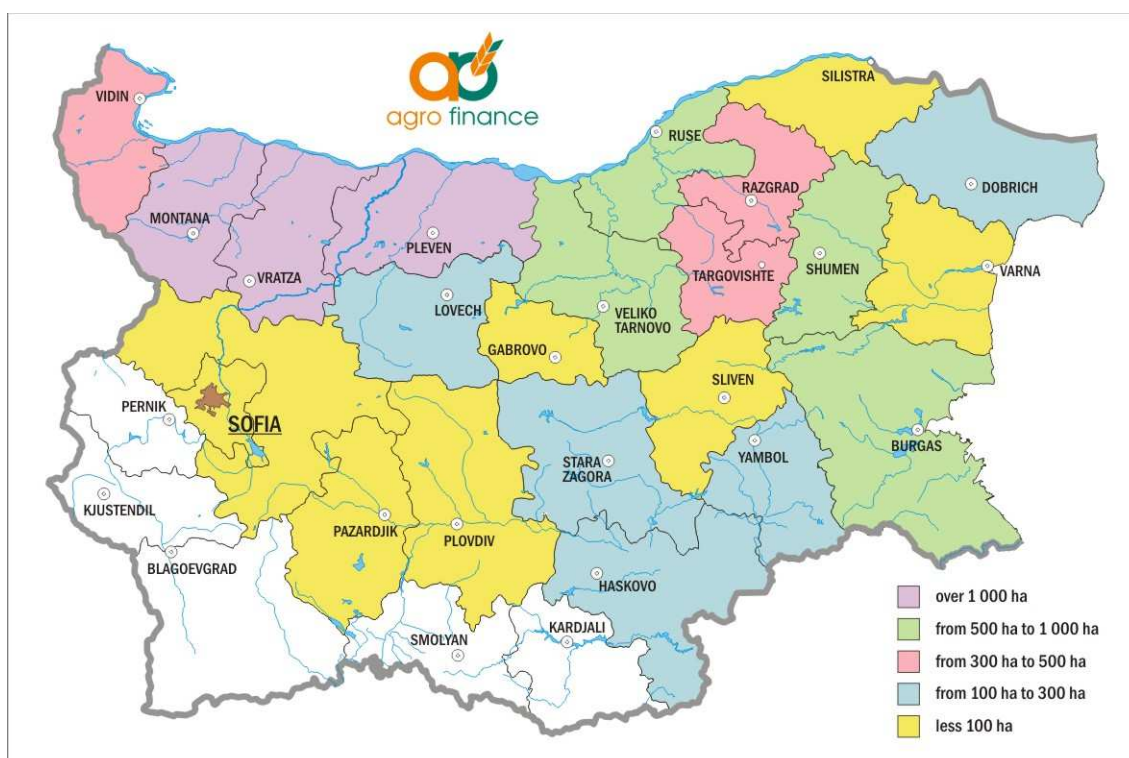 agro finance
SILISTRA
VIDIN
RUSE
DOBRICH
RAZGRAD
MONTANA
PLEVEN
VRATZA
TARGOVISHTE
SHUMEN
VARNA
LOVECH
VELIKO
TARNOVO
GABROVO
SLIVEN
PERNIK
SOFIA
BURGAS
YAMBOL
STARA
ZAGORA
KJUSTENDIL
PAZARDJIK
PLOVDIV
BLAGOEVGRAD
HASKOVO
SMOLYAN
KARDJALI
over 1 000 ha
from 500 ha to 1 000 ha
from 300 ha to 500 ha
from 100 ha to 300 ha
less 100 ha